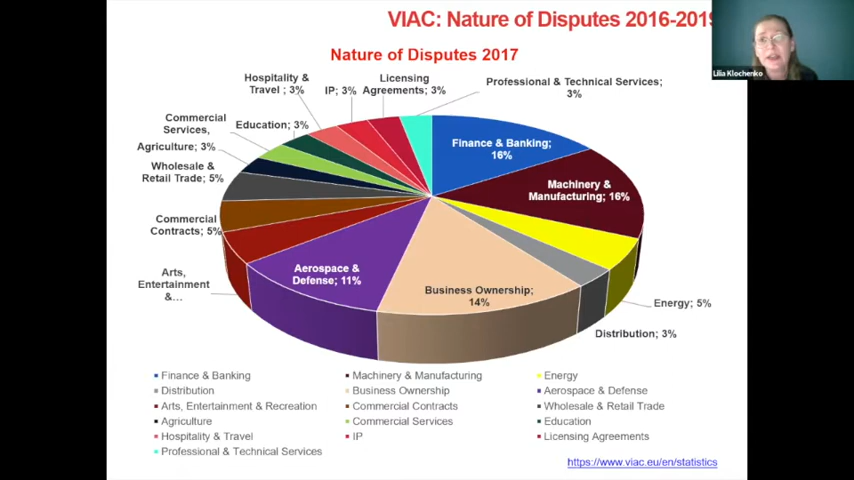 VIAC: Nature of Disputes 2016-2019
Lilia Klochenko
Nature of Disputes 2017
Hospitality &
Travel ; 3%
IP; 3%
Licensing
Agreements; 3%
Professional & Technical Services;
3%
Commercial
Services,
Education; 3%
Agriculture; 3%
Wholesale &
Retail Trade; 5%
Commercial
Contracts; 5%
Arts,
Entertainment
&...
Finance & Banking;
16%
Machinery &
Manufacturing; 16%
Aerospace &
Defense; 11%
Business Ownership;
14%
Energy; 5%
Distribution; 3%
Finance & Banking
Machinery & Manufacturing
Energy
Distribution
Business Ownership
Aerospace & Defense
Arts, Entertainment & Recreation
Commercial Contracts
Wholesale & Retail Trade
Agriculture
Commercial Services
Education
Hospitality & Travel
IP
Licensing Agreements
Professional & Technical Services
https://www.viac.eu/en/statistics